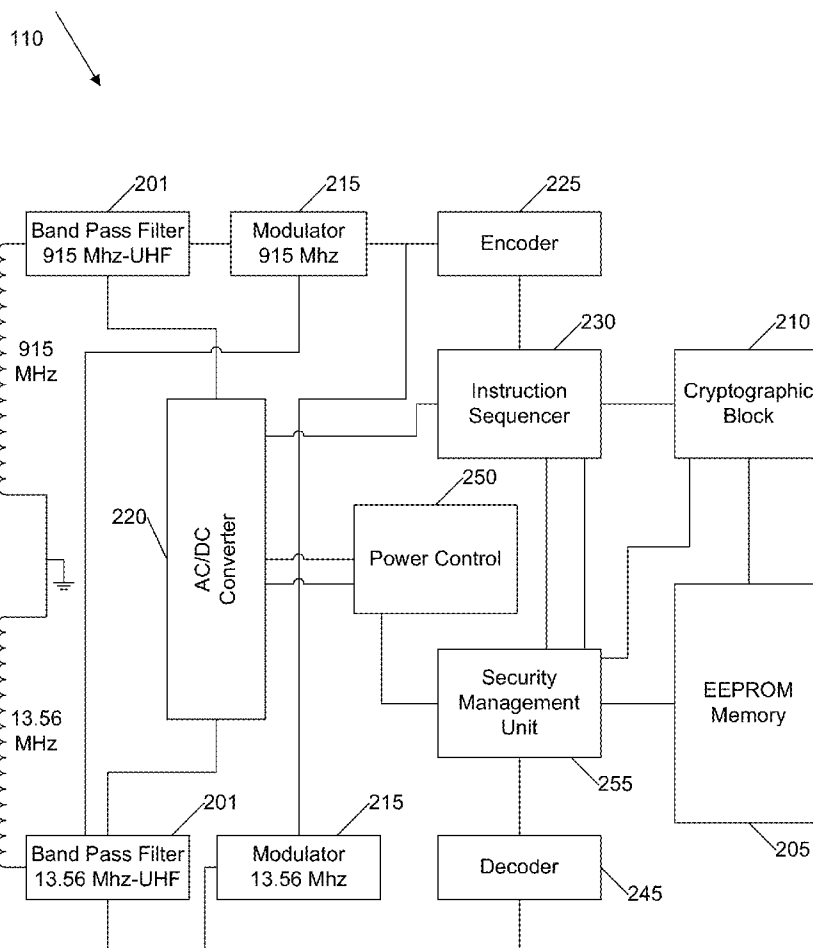 110
201
215
225
Band Pass Filter
915 Mhz-UHF
Modulator
915 Mhz
Encoder
230
210
915
MHz
Instruction
Sequencer
Cryptographic
Block
250
220
AC/DC
Converter
Power Control
13.56
MHz
Security
Management
Unit
EEPROM
Memory
255
201
215
205
Band Pass Filter
13.56 Mhz-UHF
Modulator
13.56 Mhz
Decoder
245